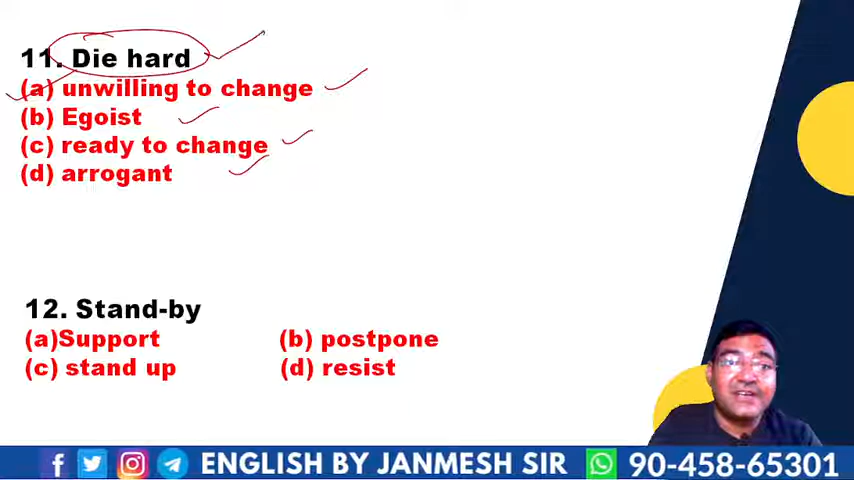 11. Die hard
(a) unwilling to change
(b) Egoist
(c) ready to change
(d) arrogant
12. Stand-by
(a)Support (b) postpone
(c) stand up (d) resist
ENGLISH BY JANMESH SIR 90-458-65301